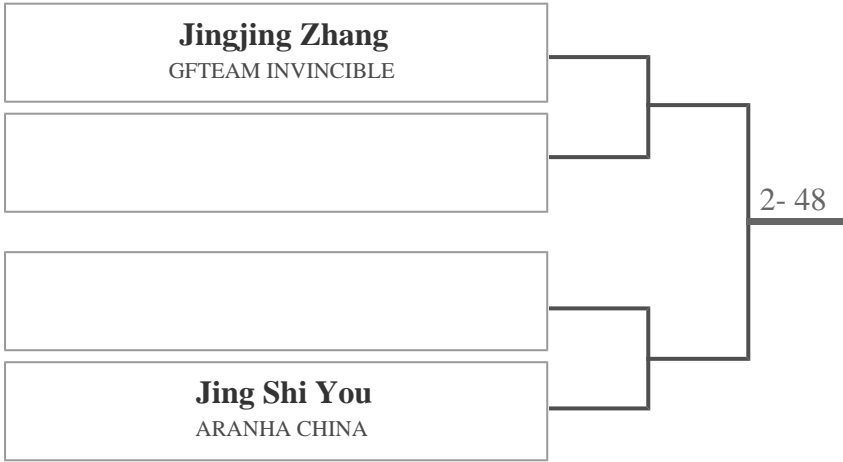 Jingjing Zhang
GFTEAM INVINCIBLE
2- 48
Jing Shi You
ARANHA CHINA